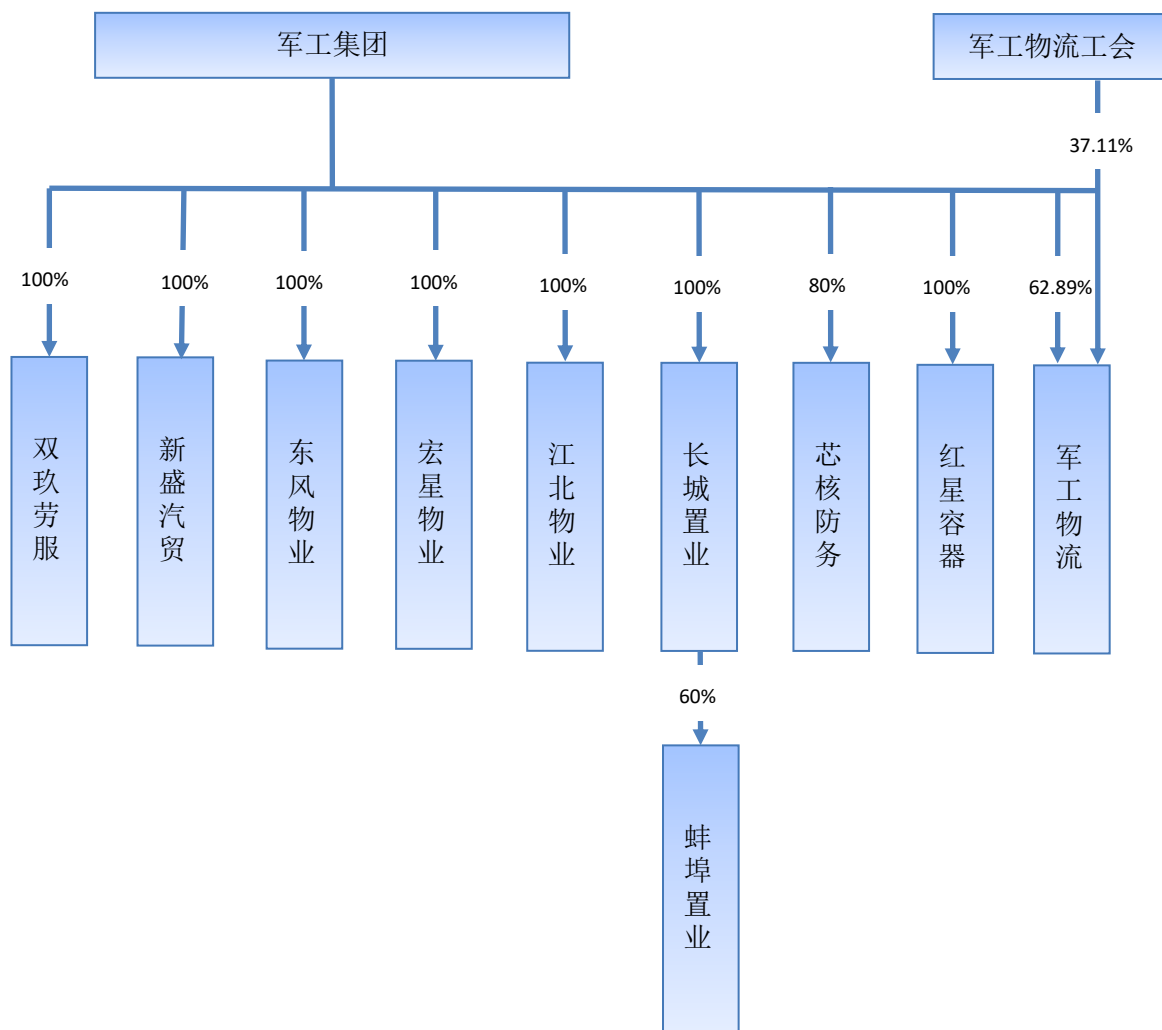 军工集团
军工物流工会
37.11%
100%
100%
100%
100%
100%
100%
80%
100%
62.89%
双玖劳服
新盛汽贸
东风物业
宏星物业
江北物业
长城置业
芯核防务
红星容器
军工物流
60%
蚌埠置业